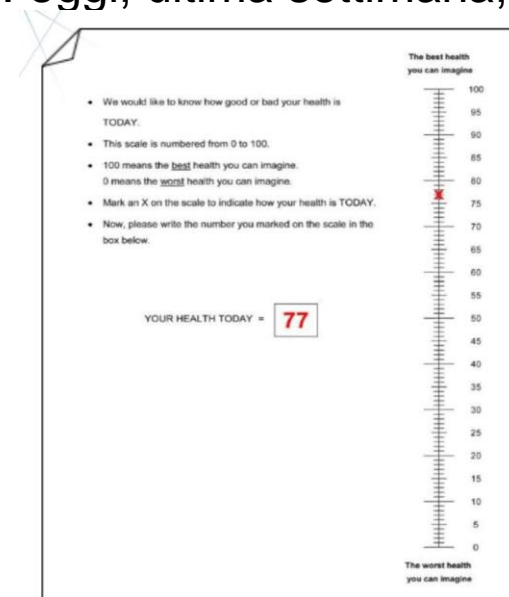 oggi, ultima settimana,
The best health
you can imagine
• We would like to know how good or bad your health is
TODAY.
• This scale is numbered from 0 to 100.
• 100 means the best health you can imagine.
0 means the worst health you can imagine.
• Mark an X on the scale to indicate how your health is TODAY.
• Now, please write the number you marked on the scale in the
box below.
YOUR HEALTH TODAY = 77
100
95
90
85
80
X
75
70
65
60
55
50
45
40
35
30
25
20
15
10
5
0
The worst health
you can imagine